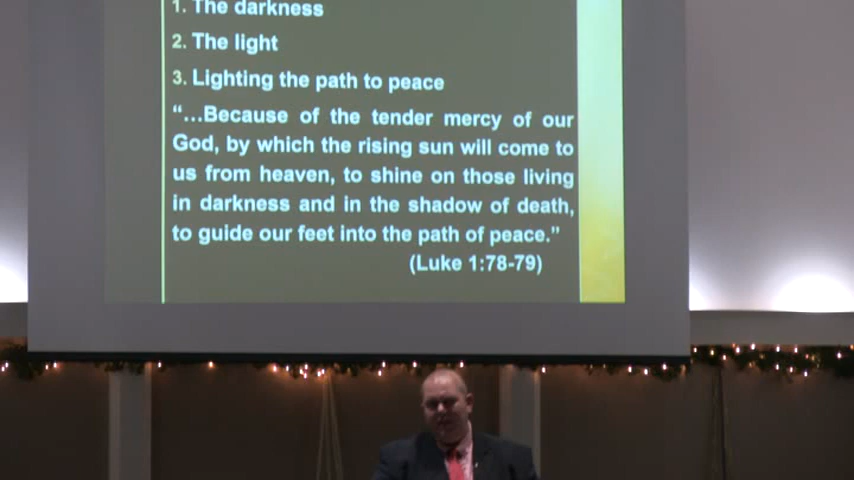 1. The darkness
2. The light
3. Lighting the path to peace
“...Because of the tender mercy of our
God, by which the rising sun will come to
us from heaven, to shine on those living
in darkness and in the shadow of death,
to guide our feet into the path of peace.”
(Luke 1:78-79)